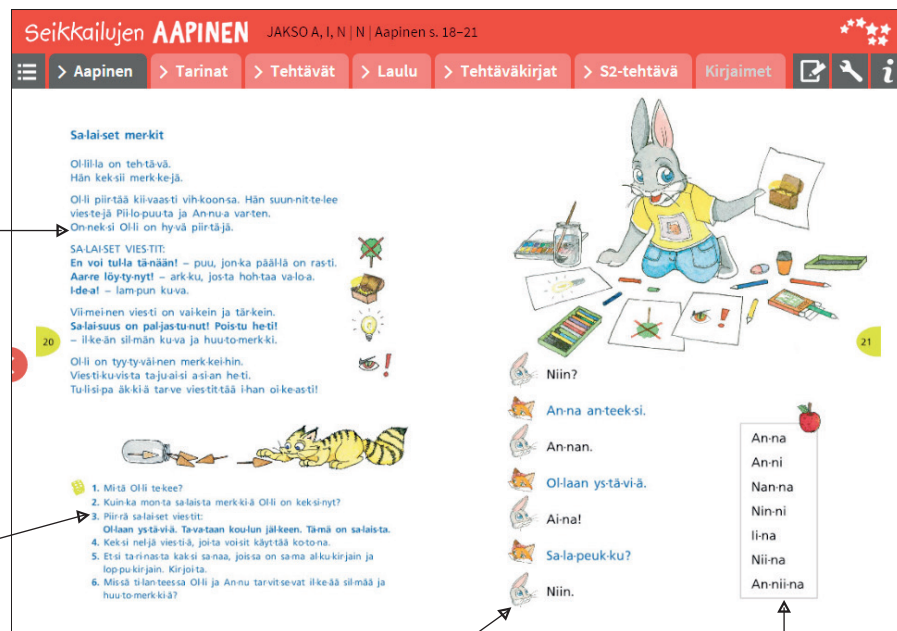 Seikkailujen AAPINEN JAKSO A, I, N | N | Aapinen s. 18–21
> Aapinen > Tarinat > Tehtävät > Laulu > Tehtäväkirjat > S2-tehtävä Kirjaimet
Sa·lai·set mer·kit
Ol·lil·la on teh·tä·vä.
Hän kek·sii merk·ke·jä.
Ol·li piir·tää kii·vaas·ti vih·koon·sa. Hän suun·nit·te·lee
vies·te·jä Pii·lo·puu·ta ja An·nu·a var·ten.
On·nek·si Ol·li on hy·vä piir·tä·jä.
SA·LAI·SET VIES·TIT:
En voi tul·la tä·nään! – puu, jon·ka pääl·lä on ras·ti.
Aar·re löy·ty·nyt! – ark·ku, jos·ta hoh·taa va·lo·a.
I·de·a! – lam·pun ku·va.
Vii·mei·nen vies·ti on vai·kein ja tär·kein.
Sa·lai·suus on pal·jas·tu·nut! Pois·tu he·ti!
– il·ke·än sil·män ku·va ja huu·to·merk·ki.
Ol·li on tyy·ty·väi·nen merk·kei·hin.
Vies·ti·ku·vis·ta ta·ju·ai·si a·si·an he·ti.
Tu·li·si·pa äk·ki·ä tar·ve vies·tit·tää i·han oi·ke·as·ti!
20
1. Mi·tä Ol·li te·kee?
2. Kuin·ka mon·ta sa·lais·ta merk·ki·ä Ol·li on kek·si·nyt?
3. Piir·rä sa·lai·set vies·tit:
Ol·laan ys·tä·vi·ä. Ta·va·taan kou·lun jäl·keen. Tä·mä on sa·lais·ta.
4. Kek·si nel·jä vies·ti·ä, joi·ta voi·sit käyt·tää ko·to·na.
5. Et·si ta·ri·nas·ta kak·si sa·naa, jois·sa on sa·ma al·ku·kir·jain ja
lop·pu·kir·jain. Kir·joi·ta.
6. Mis·sä ti·lan·tees·sa Ol·li ja An·nu tar·vit·se·vat il·ke·ää sil·mää ja
huu·to·merk·ki·ä?
21
Niin?
An·na an·teek·si.
An·nan.
Ol·laan ys·tä·vi·ä.
Ai·na!
Sa·la·peuk·ku?
Niin.
An·na
An·ni
Nan·na
Nin·ni
Ii·na
Nii·na
An·nii·na